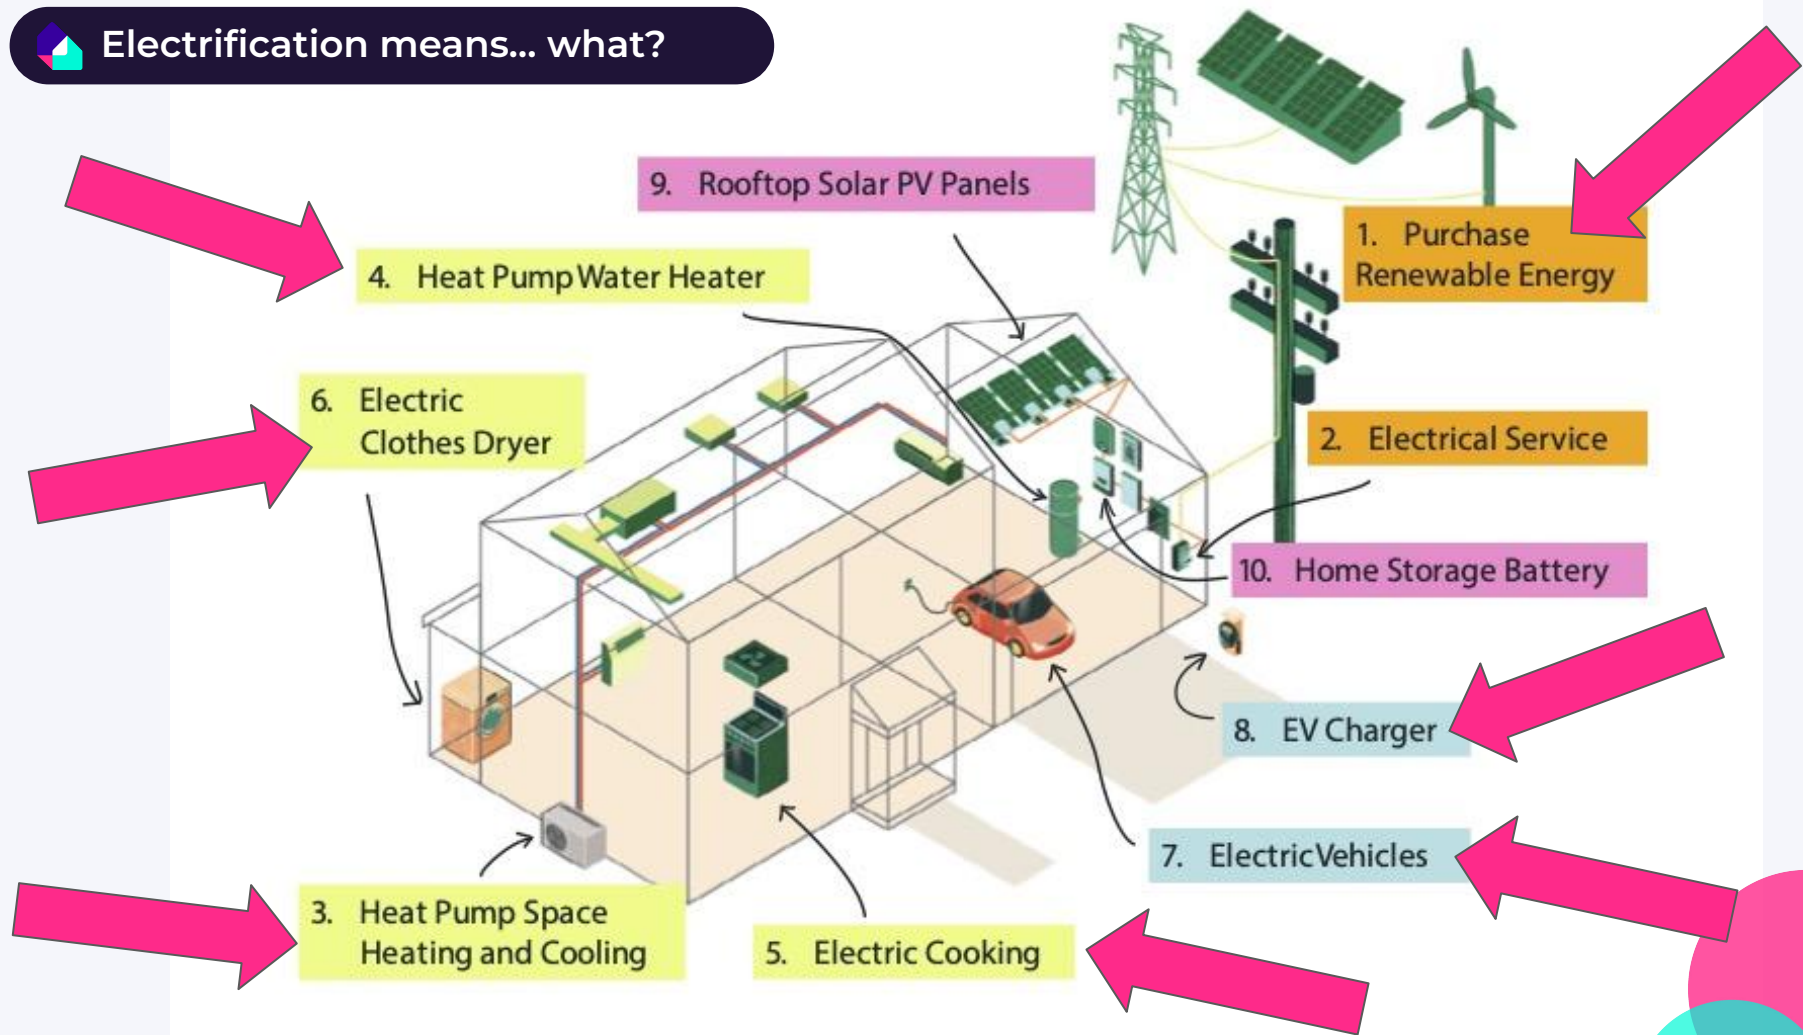 Electrification means... what?
9. Rooftop Solar PV Panels
1. Purchase
Renewable Energy
4. Heat Pump Water Heater
6. Electric
Clothes Dryer
2. Electrical Service
10. Home Storage Battery
8. EV Charger
7. Electric Vehicles
3. Heat Pump Space
Heating and Cooling
5. Electric Cooking